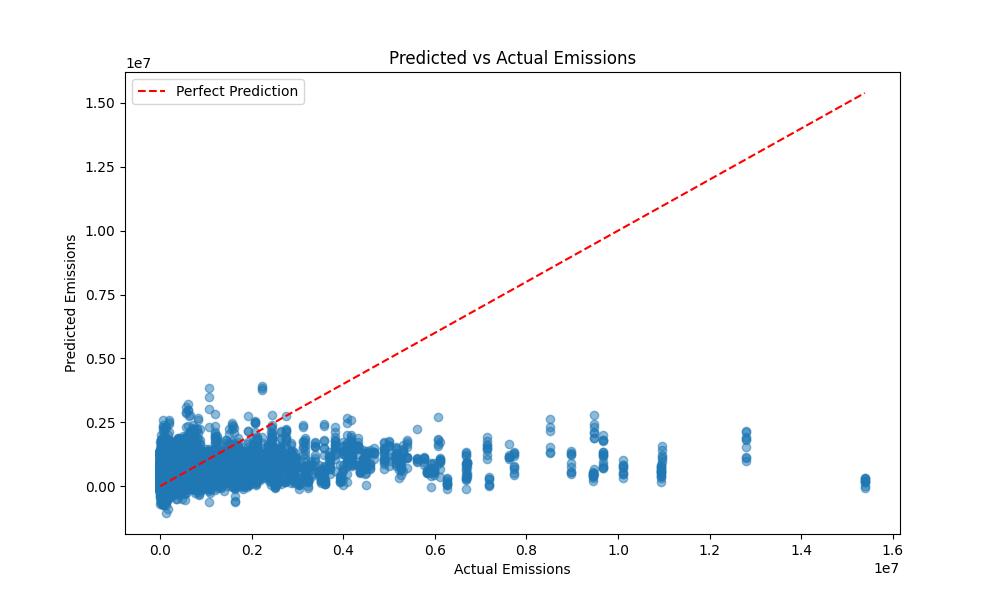 Predicted vs Actual Emissions
1e7
Perfect Prediction
1.50
1.25
1.00
0.75
0.50
0.25
0.00
Predicted Emissions
0.0 0.2 0.4 0.6 0.8 1.0 1.2 1.4 1.6
Actual Emissions
1e7